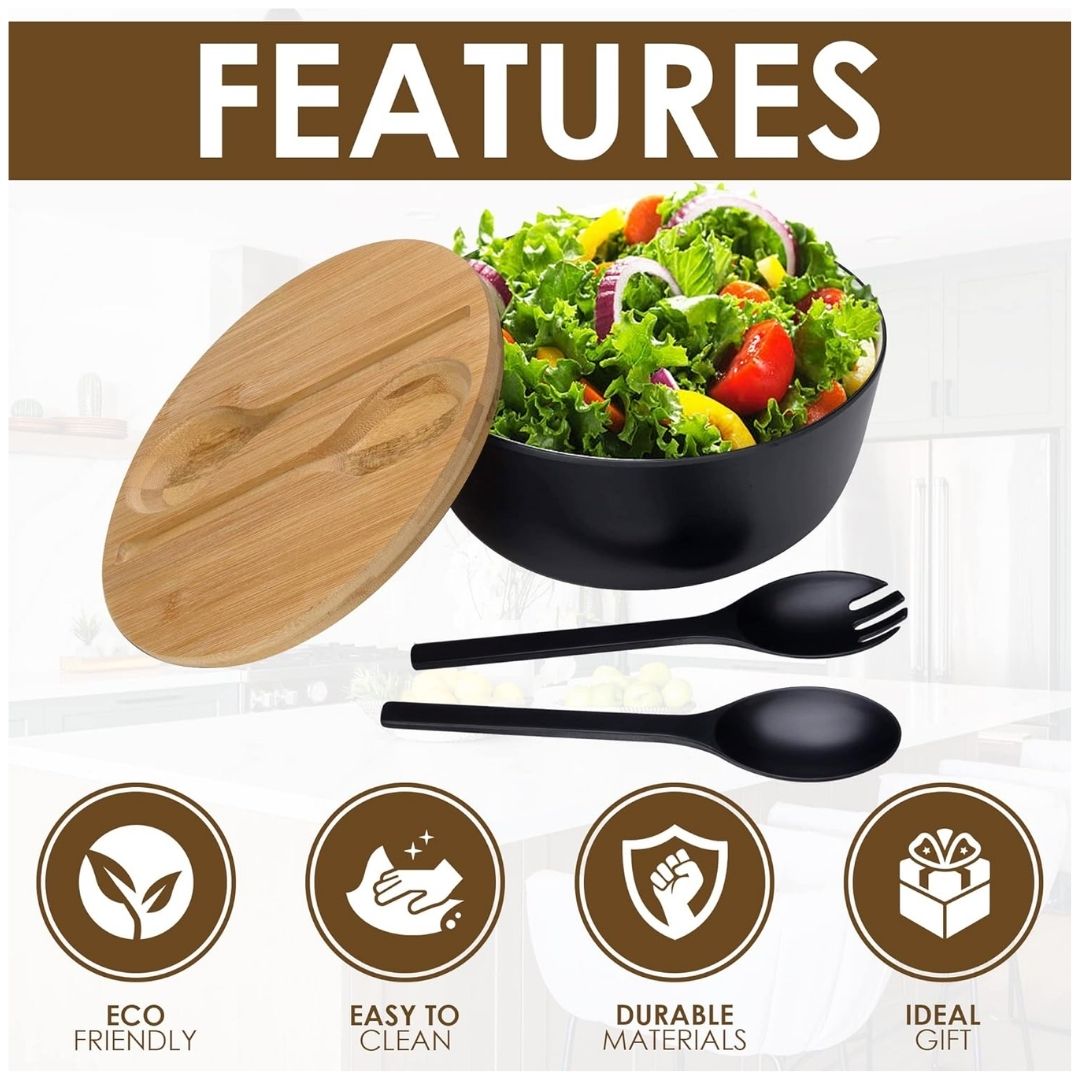 FEATURES
ECO
FRIENDLY
EASY TO
CLEAN
DURABLE
MATERIALS
IDEAL
GIFT